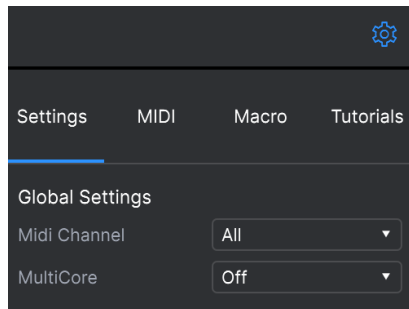 Settings MIDI Macro Tutorials
Global Settings
Midi Channel All
MultiCore Off